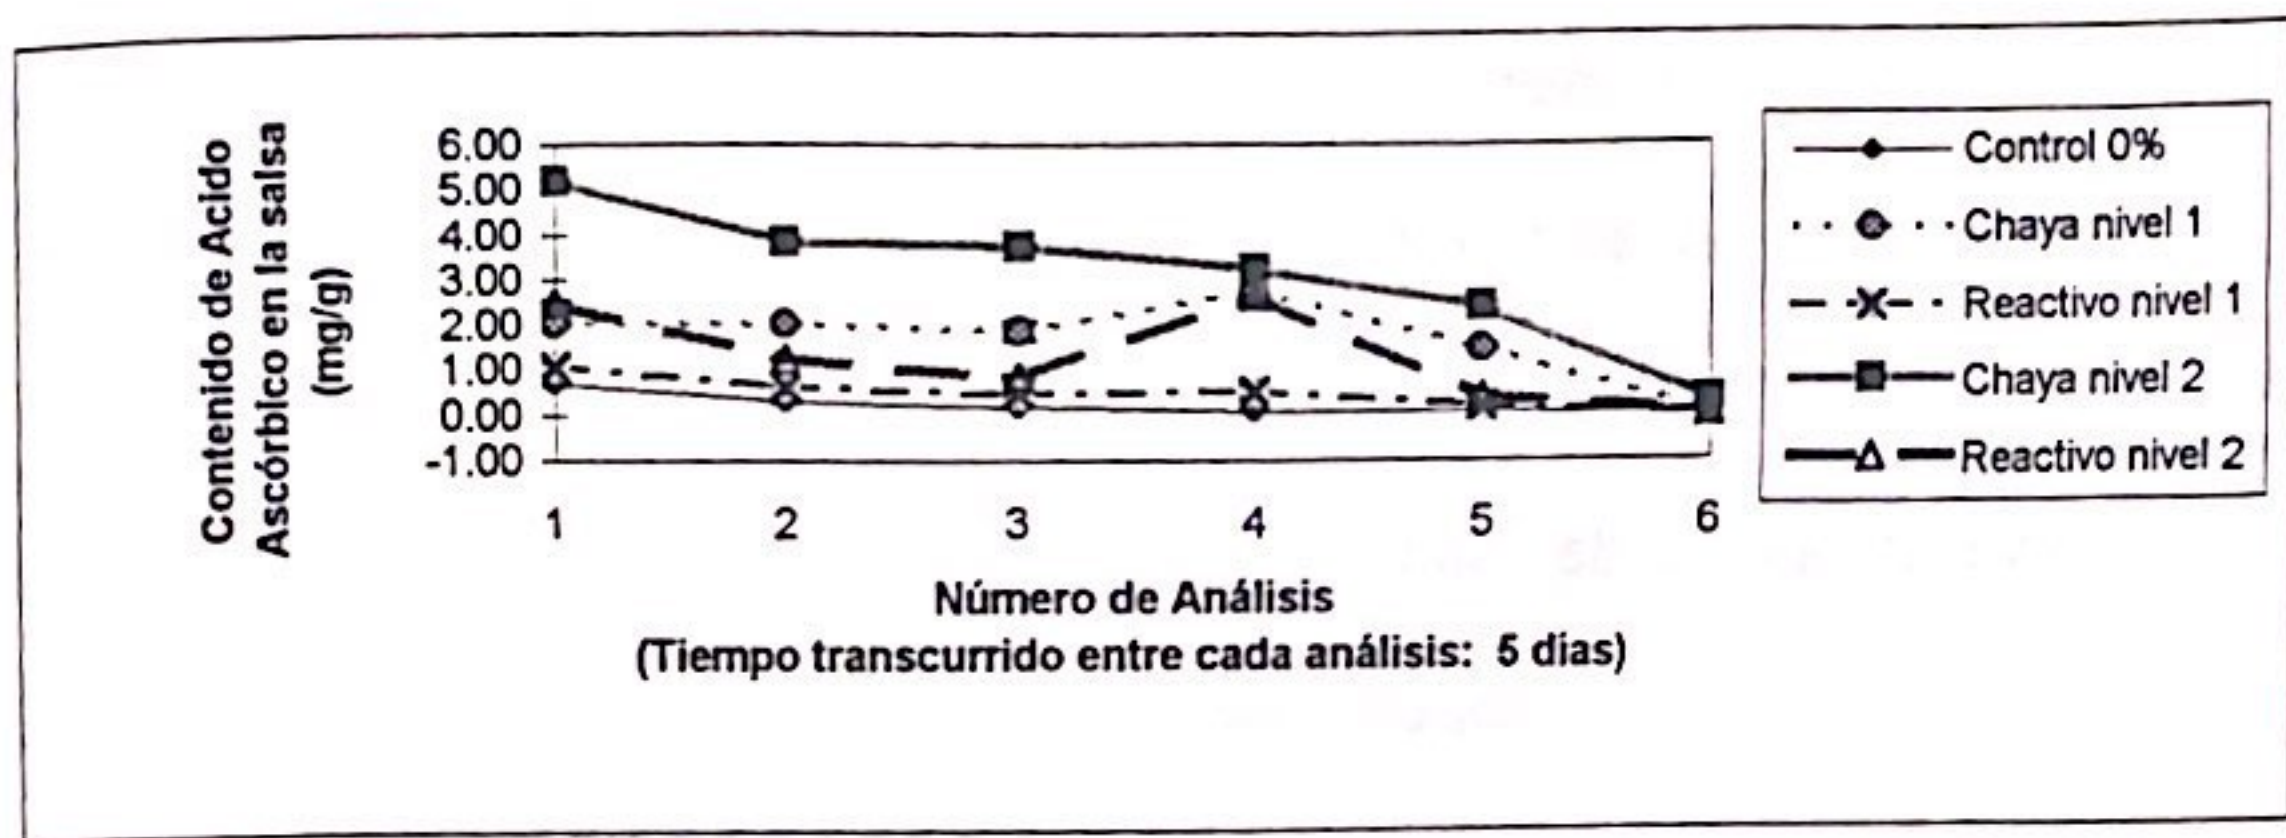 Contenido de Acido
Ascórbico en la salsa
(mg/g)
6.00
5.00
4.00
3.00
2.00
1.00
0.00
-1.00
1 2 3 4 5 6
Número de Análisis
(Tiempo transcurrido entre cada análisis: 5 días)
Control 0%
Chaya nivel 1
Reactivo nivel 1
Chaya nivel 2
Reactivo nivel 2